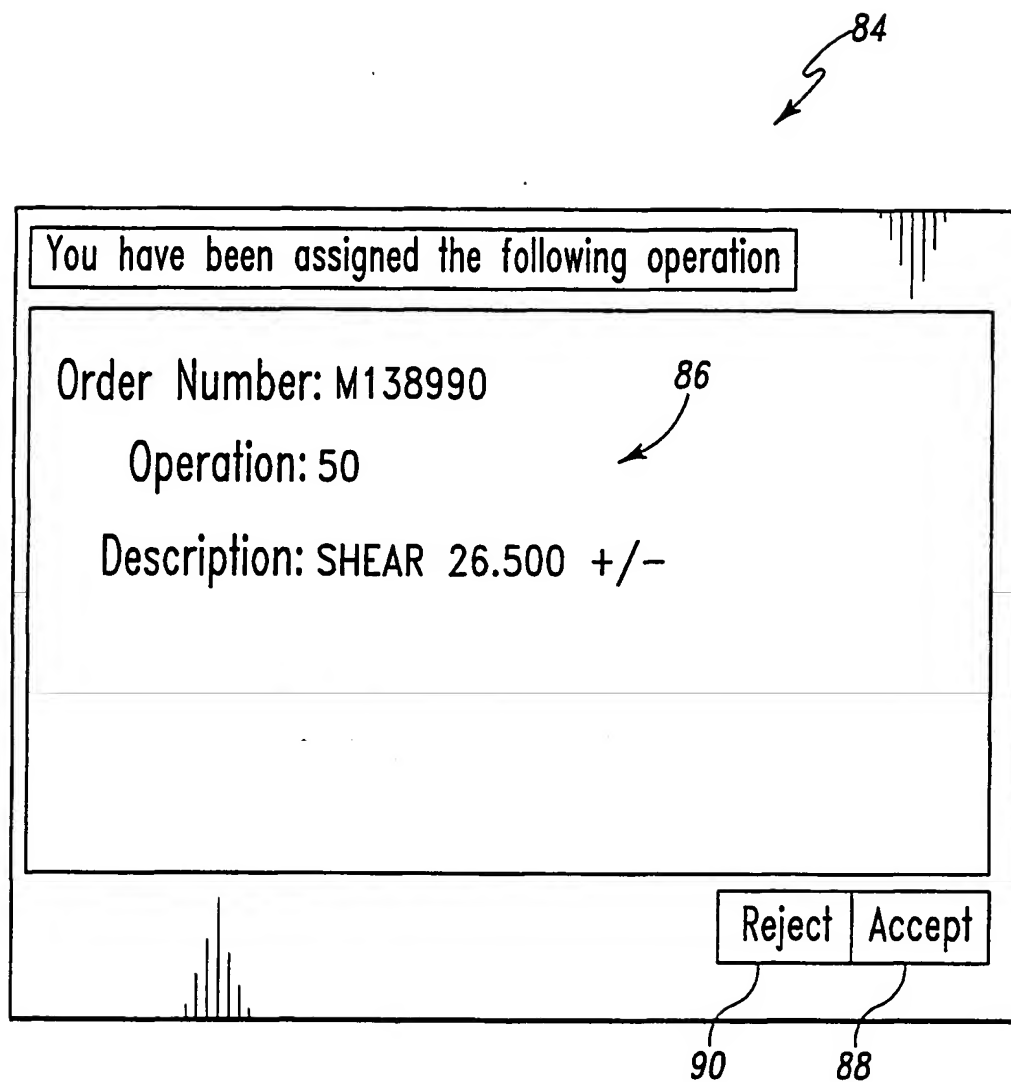 84
You have been assigned the following operation
Order Number: M138990
86
Operation: 50
Description: SHEAR 26.500 +/-
Reject Accept
90 88